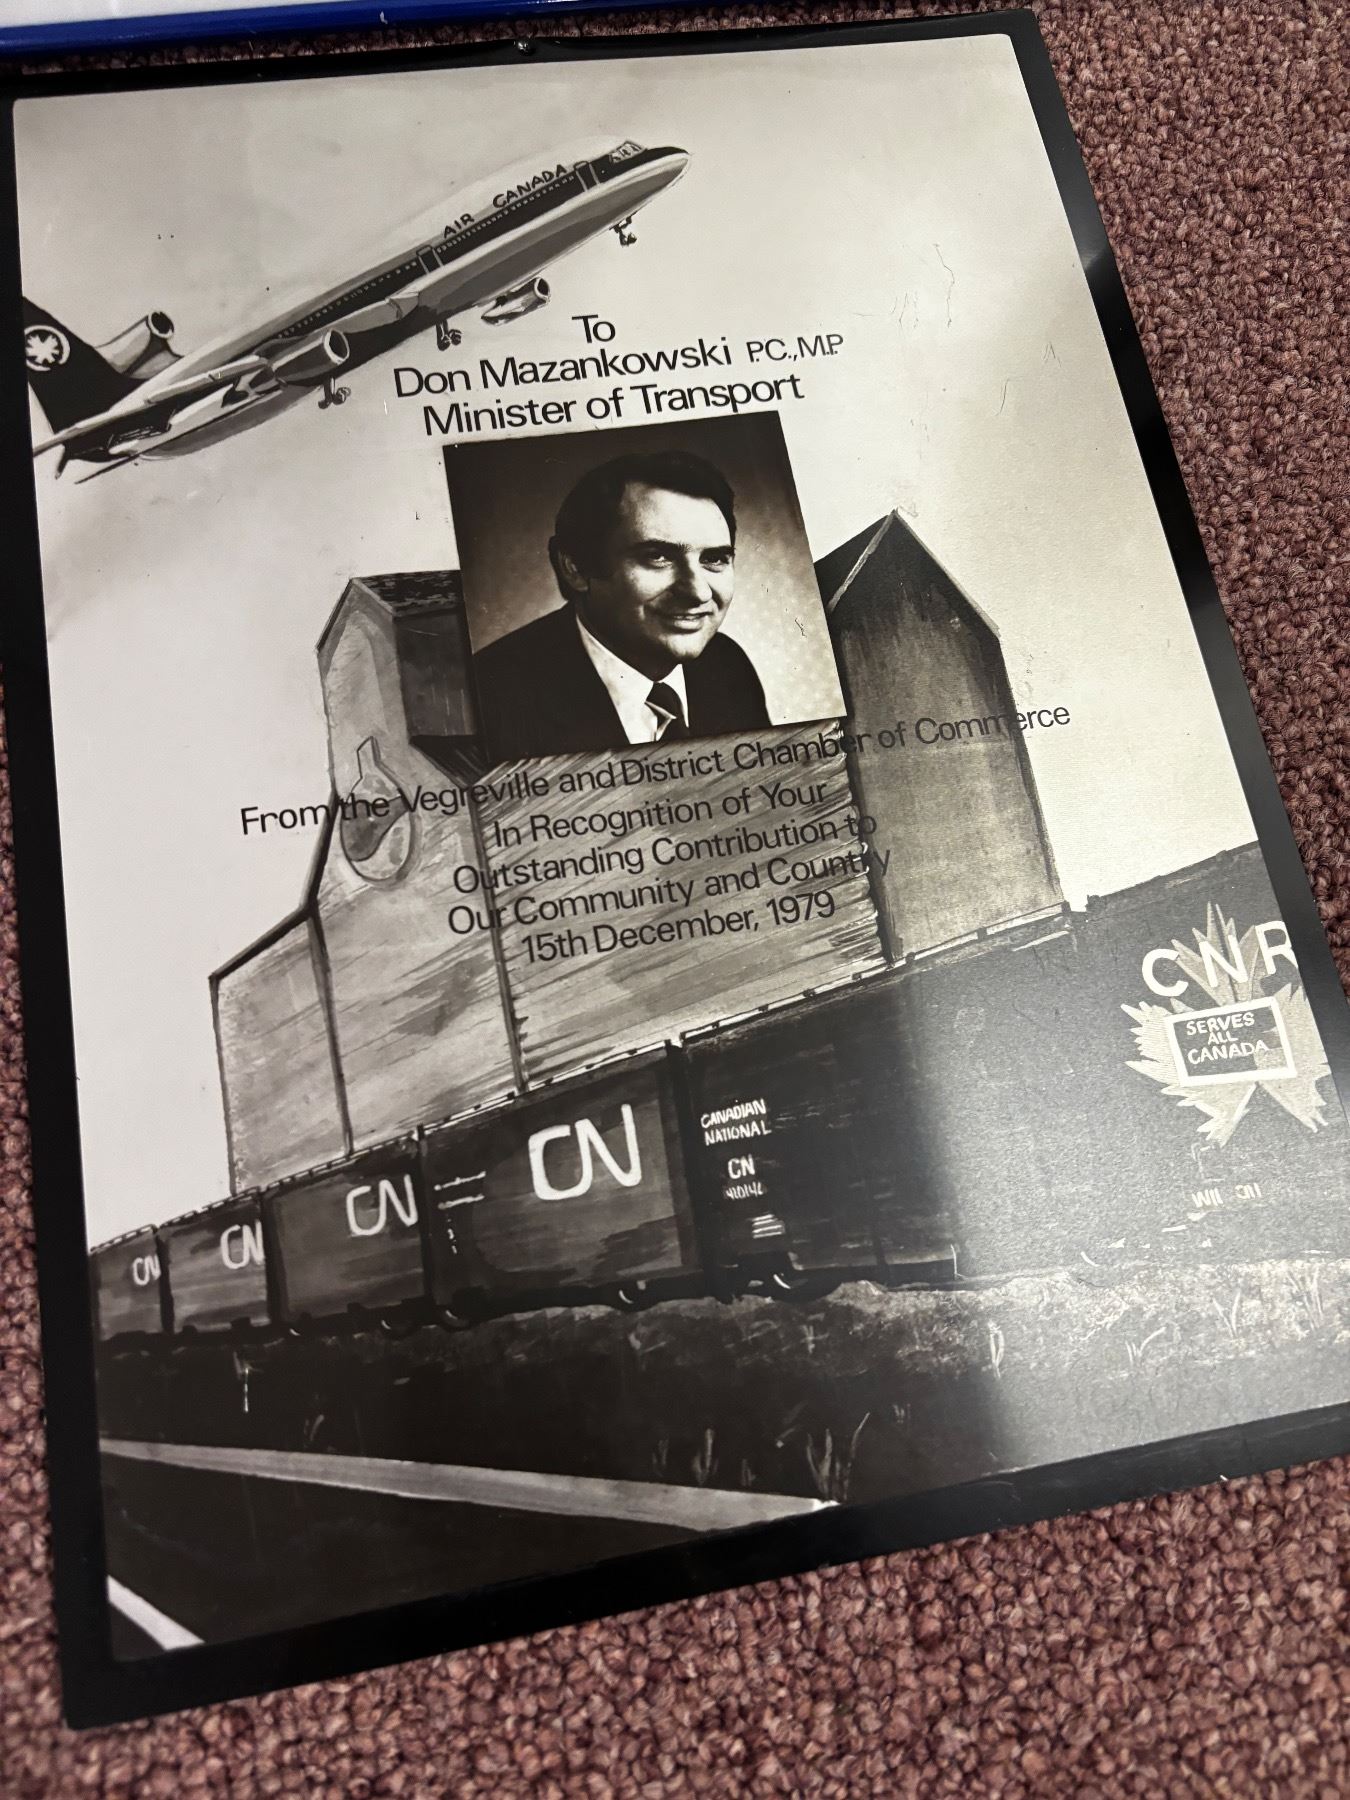 AIR CANADA
To
Don Mazankowski P.C.,M.P.
Minister of Transport
From the Vegreville and District Chamber of Commerce
In Recognition of Your
Outstanding Contribution to
Our Community and Country
15th December, 1979
CNR
SERVES
ALL
CANADA
CN
CN
CN
CN
CANADIAN
NATIONAL
CN